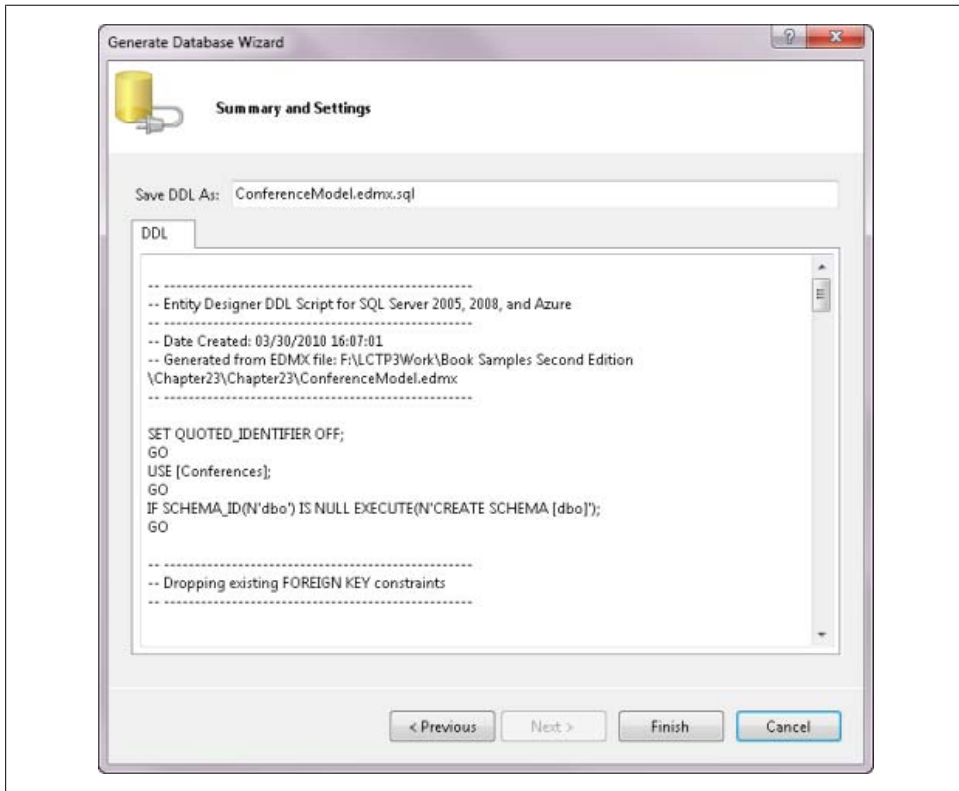 Generate Database Wizard
Summary and Settings
Save DDL As: ConferenceModel.edmx.sql
DDL
-- --------------------------------------------------
-- Entity Designer DDL Script for SQL Server 2005, 2008, and Azure
-- --------------------------------------------------
-- Date Created: 03/30/2010 16:07:01
-- Generated from EDMX file: F:\LCTP3Work\Book Samples Second Edition
\Chapter23\Chapter23\ConferenceModel.edmx
-- --------------------------------------------------
SET QUOTED_IDENTIFIER OFF;
GO
USE [Conferences];
GO
IF SCHEMA_ID(N'dbo') IS NULL EXECUTE(N'CREATE SCHEMA [dbo]');
GO
-- --------------------------------------------------
-- Dropping existing FOREIGN KEY constraints
-- --------------------------------------------------
< Previous
Next >
Finish
Cancel